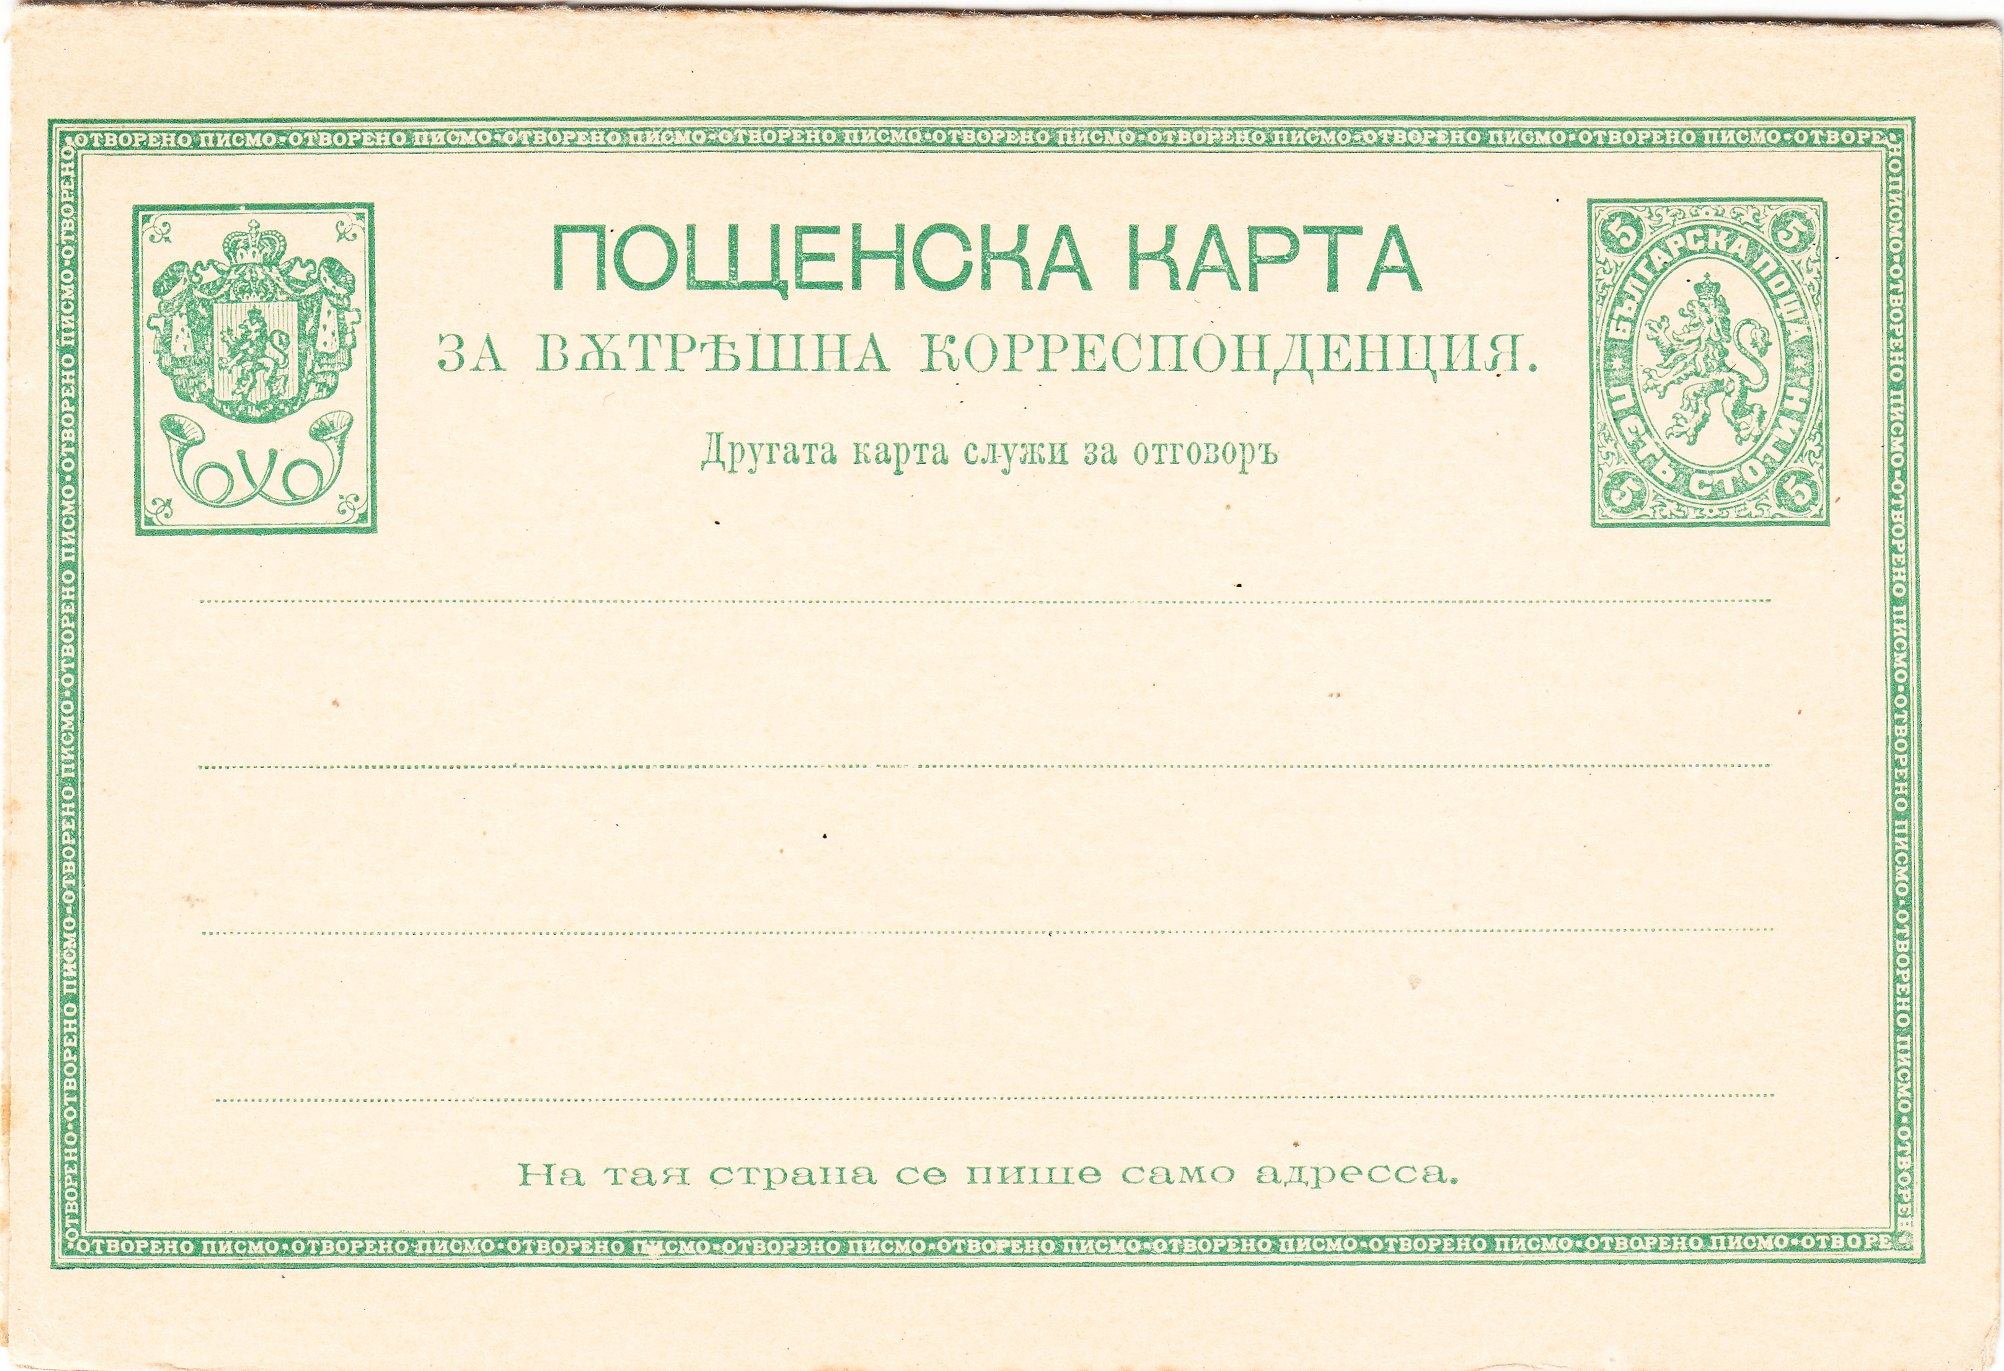 ОТВОРЕНО ПИСМО•ОТВОРЕНО ПИСМО•ОТВОРЕНО ПИСМО•ОТВОРЕНО ПИСМО•ОТВОРЕНО ПИСМО•ОТВОРЕНО ПИСМО•ОТВОРЕНО ПИСМО•ОТВОРЕНО ПИСМО•ОТВОРЕ
ПОЩЕНСКА КАРТА
ЗА ВѪТРѢШНА КОРРЕСПОНДЕНЦИЯ.
Другата карта служи за отговоръ
5 5
БЪЛГАРСКА ПОЩА
ПЕТЬ СТОТИНКИ
5 5
На тая страна се пише само адресса.
ОТВОРЕНО ПИСМО•ОТВОРЕНО ПИСМО•ОТВОРЕНО ПИСМО•ОТВОРЕНО ПИСМО•ОТВОРЕНО ПИСМО•ОТВОРЕНО ПИСМО•ОТВОРЕНО ПИСМО•ОТВОРЕНО ПИСМО•ОТВОРЕ